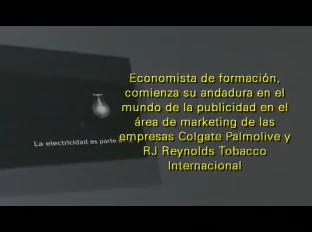 Economista de formación,
comienza su andadura en el
mundo de la publicidad en el
área de marketing de las
empresas Colgate Palmolive y
RJ Reynolds Tobacco
Internacional
La electricidad es parte